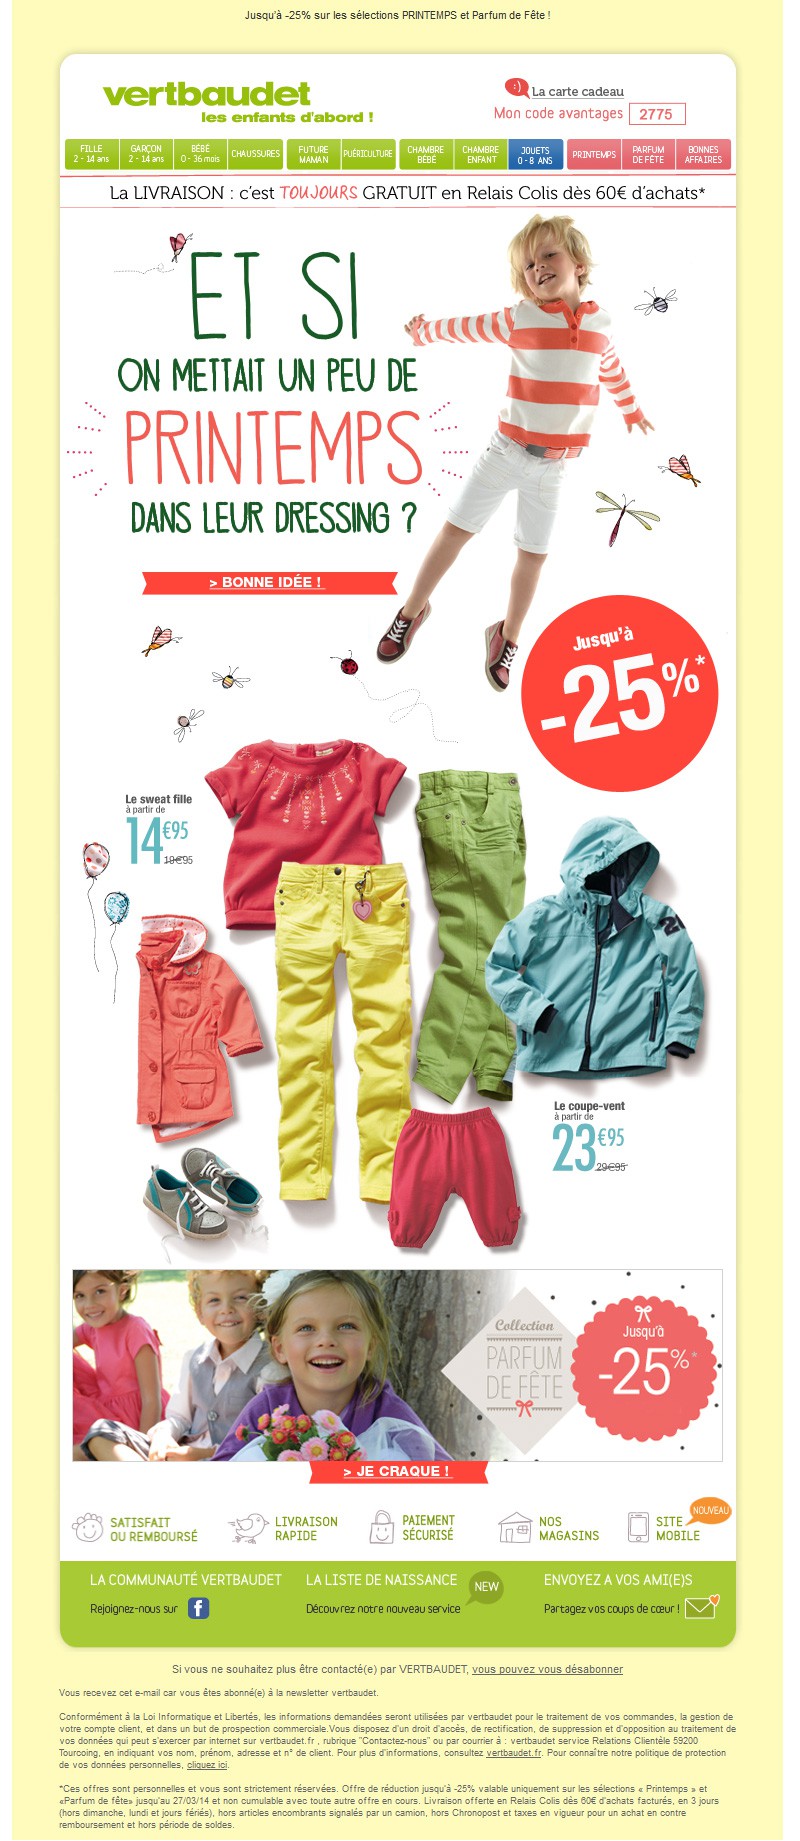 Jusqu'à -25% sur les sélections PRINTEMPS et Parfum de Fête !
vertbaudet
les enfants d'abord !
:) La carte cadeau
Mon code avantages 2775
FILLE
2 - 14 ans
GARÇON
2 - 14 ans
BÉBÉ
0 - 36 mois
CHAUSSURES
FUTURE
MAMAN
PUÉRICULTURE
CHAMBRE
BÉBÉ
CHAMBRE
ENFANT
JOUETS
0 - 8 ANS
PRINTEMPS
PARFUM
DE FÊTE
BONNES
AFFAIRES
La LIVRAISON : c'est TOUJOURS GRATUIT en Relais Colis dès 60€ d'achats*
ET SI
ON METTAIT UN PEU DE
PRINTEMPS
DANS LEUR DRESSING ?
> BONNE IDÉE !
Jusqu'à
-25%*
Le sweat fille
à partir de
14€95
19€95
Le coupe-vent
à partir de
23€95
29€95
Collection
PARFUM
DE FÊTE
Jusqu'à
-25%*
> JE CRAQUE !
SATISFAIT
OU REMBOURSÉ
LIVRAISON
RAPIDE
PAIEMENT
SÉCURISÉ
NOS
MAGASINS
SITE
MOBILE
NOUVEAU
LA COMMUNAUTÉ VERTBAUDET
Rejoignez-nous sur f
LA LISTE DE NAISSANCE
NEW
Découvrez notre nouveau service
ENVOYEZ A VOS AMI(E)S
Partagez vos coups de cœur !
Si vous ne souhaitez plus être contacté(e) par VERTBAUDET, vous pouvez vous désabonner
Vous recevez cet e-mail car vous êtes abonné(e) à la newsletter vertbaudet.
Conformément à la Loi Informatique et Libertés, les informations demandées seront utilisées par vertbaudet pour le traitement de vos commandes, la gestion de
votre compte client, et dans un but de prospection commerciale.Vous disposez d'un droit d'accès, de rectification, de suppression et d'opposition au traitement de
vos données qui peut s'exercer par internet sur vertbaudet.fr , rubrique "Contactez-nous" ou par courrier à : vertbaudet service Relations Clientèle 59200
Tourcoing, en indiquant vos nom, prénom, adresse et n° de client. Pour plus d'informations, consultez vertbaudet.fr. Pour connaître notre politique de protection
de vos données personnelles, cliquez ici.
*Ces offres sont personnelles et vous sont strictement réservées. Offre de réduction jusqu'à -25% valable uniquement sur les sélections « Printemps » et
«Parfum de fête» jusqu'au 27/03/14 et non cumulable avec toute autre offre en cours. Livraison offerte en Relais Colis dès 60€ d'achats facturés, en 3 jours
(hors dimanche, lundi et jours fériés), hors articles encombrants signalés par un camion, hors Chronopost et taxes en vigueur pour un achat en contre
remboursement et hors période de soldes.